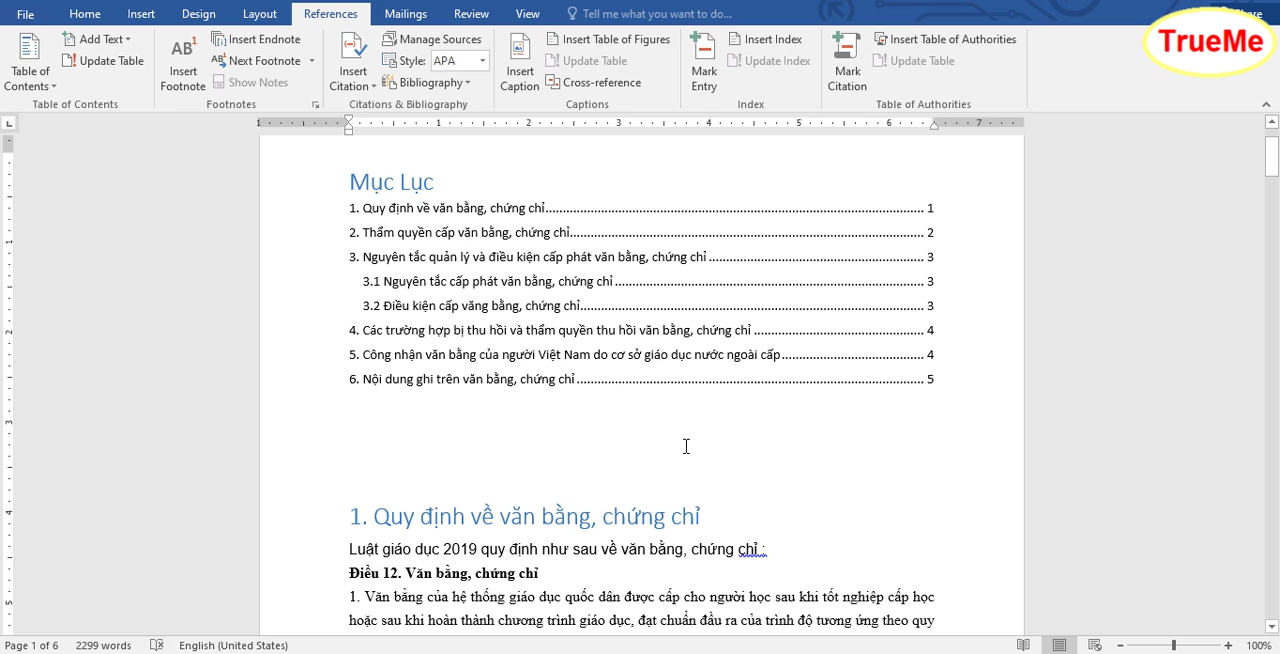 File Home Insert Design Layout References Mailings Review View Tell me what you want to do... Share
TrueMe
Table of Contents
Add Text
Update Table
Table of Contents
AB1 Insert Footnote
Insert Endnote
Next Footnote
Show Notes
Footnotes
Insert Citation
Manage Sources
Style: APA
Bibliography
Citations & Bibliography
Insert Caption
Insert Table of Figures
Update Table
Cross-reference
Captions
Mark Entry
Insert Index
Update Index
Index
Mark Citation
Insert Table of Authorities
Update Table
Table of Authorities
1 1 2 3 4 5 6 7
Mục Lục
1. Quy định về văn bằng, chứng chỉ 1
2. Thẩm quyền cấp văn bằng, chứng chỉ 2
3. Nguyên tắc quản lý và điều kiện cấp phát văn bằng, chứng chỉ 3
3.1 Nguyên tắc cấp phát văn bằng, chứng chỉ 3
3.2 Điều kiện cấp văng bằng, chứng chỉ 3
4. Các trường hợp bị thu hồi và thẩm quyền thu hồi văn bằng, chứng chỉ 4
5. Công nhận văn bằng của người Việt Nam do cơ sở giáo dục nước ngoài cấp 4
6. Nội dung ghi trên văn bằng, chứng chỉ 5
1. Quy định về văn bằng, chứng chỉ
Luật giáo dục 2019 quy định như sau về văn bằng, chứng chỉ :
Điều 12. Văn bằng, chứng chỉ
1. Văn bằng của hệ thống giáo dục quốc dân được cấp cho người học sau khi tốt nghiệp cấp học
hoặc sau khi hoàn thành chương trình giáo dục, đạt chuẩn đầu ra của trình độ tương ứng theo quy
Page 1 of 6 2299 words English (United States) 100%